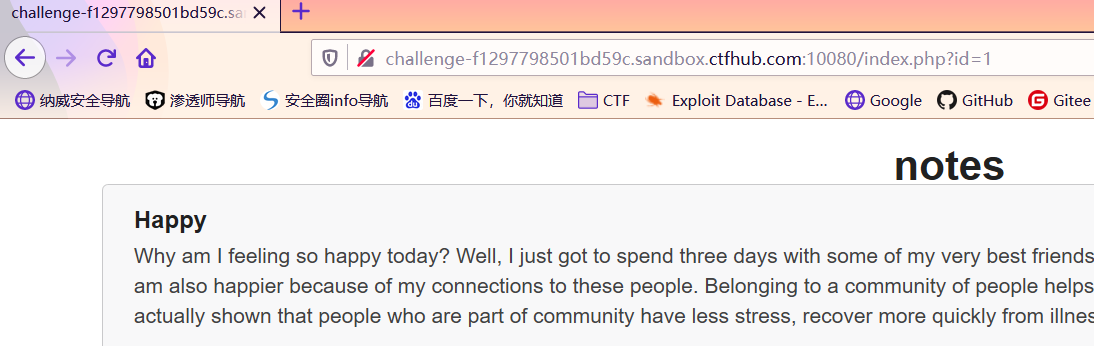 challenge-f1297798501bd59c.sa
challenge-f1297798501bd59c.sandbox.ctfhub.com:10080/index.php?id=1
纳威安全导航 渗透师导航 安全圈info导航 百度一下，你就知道 CTF Exploit Database - E... Google GitHub Gitee
notes
Happy
Why am I feeling so happy today? Well, I just got to spend three days with some of my very best friends
am also happier because of my connections to these people. Belonging to a community of people helps
actually shown that people who are part of community have less stress, recover more quickly from illnes